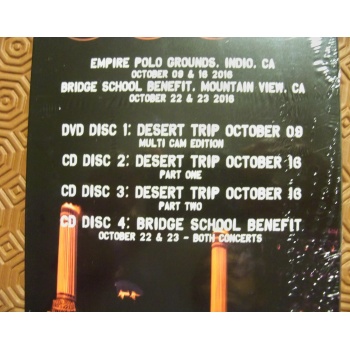 EMPIRE POLO GROUNDS, INDIO, CA
OCTOBER 09 & 16 2016
BRIDGE SCHOOL BENEFIT, MOUNTAIN VIEW, CA
OCTOBER 22 & 23 2016
DVD DISC 1: DESERT TRIP OCTOBER 09
MULTI CAM EDITION
CD DISC 2: DESERT TRIP OCTOBER 16
PART ONE
CD DISC 3: DESERT TRIP OCTOBER 16
PART TWO
CD DISC 4: BRIDGE SCHOOL BENEFIT
OCTOBER 22 & 23 - BOTH CONCERTS